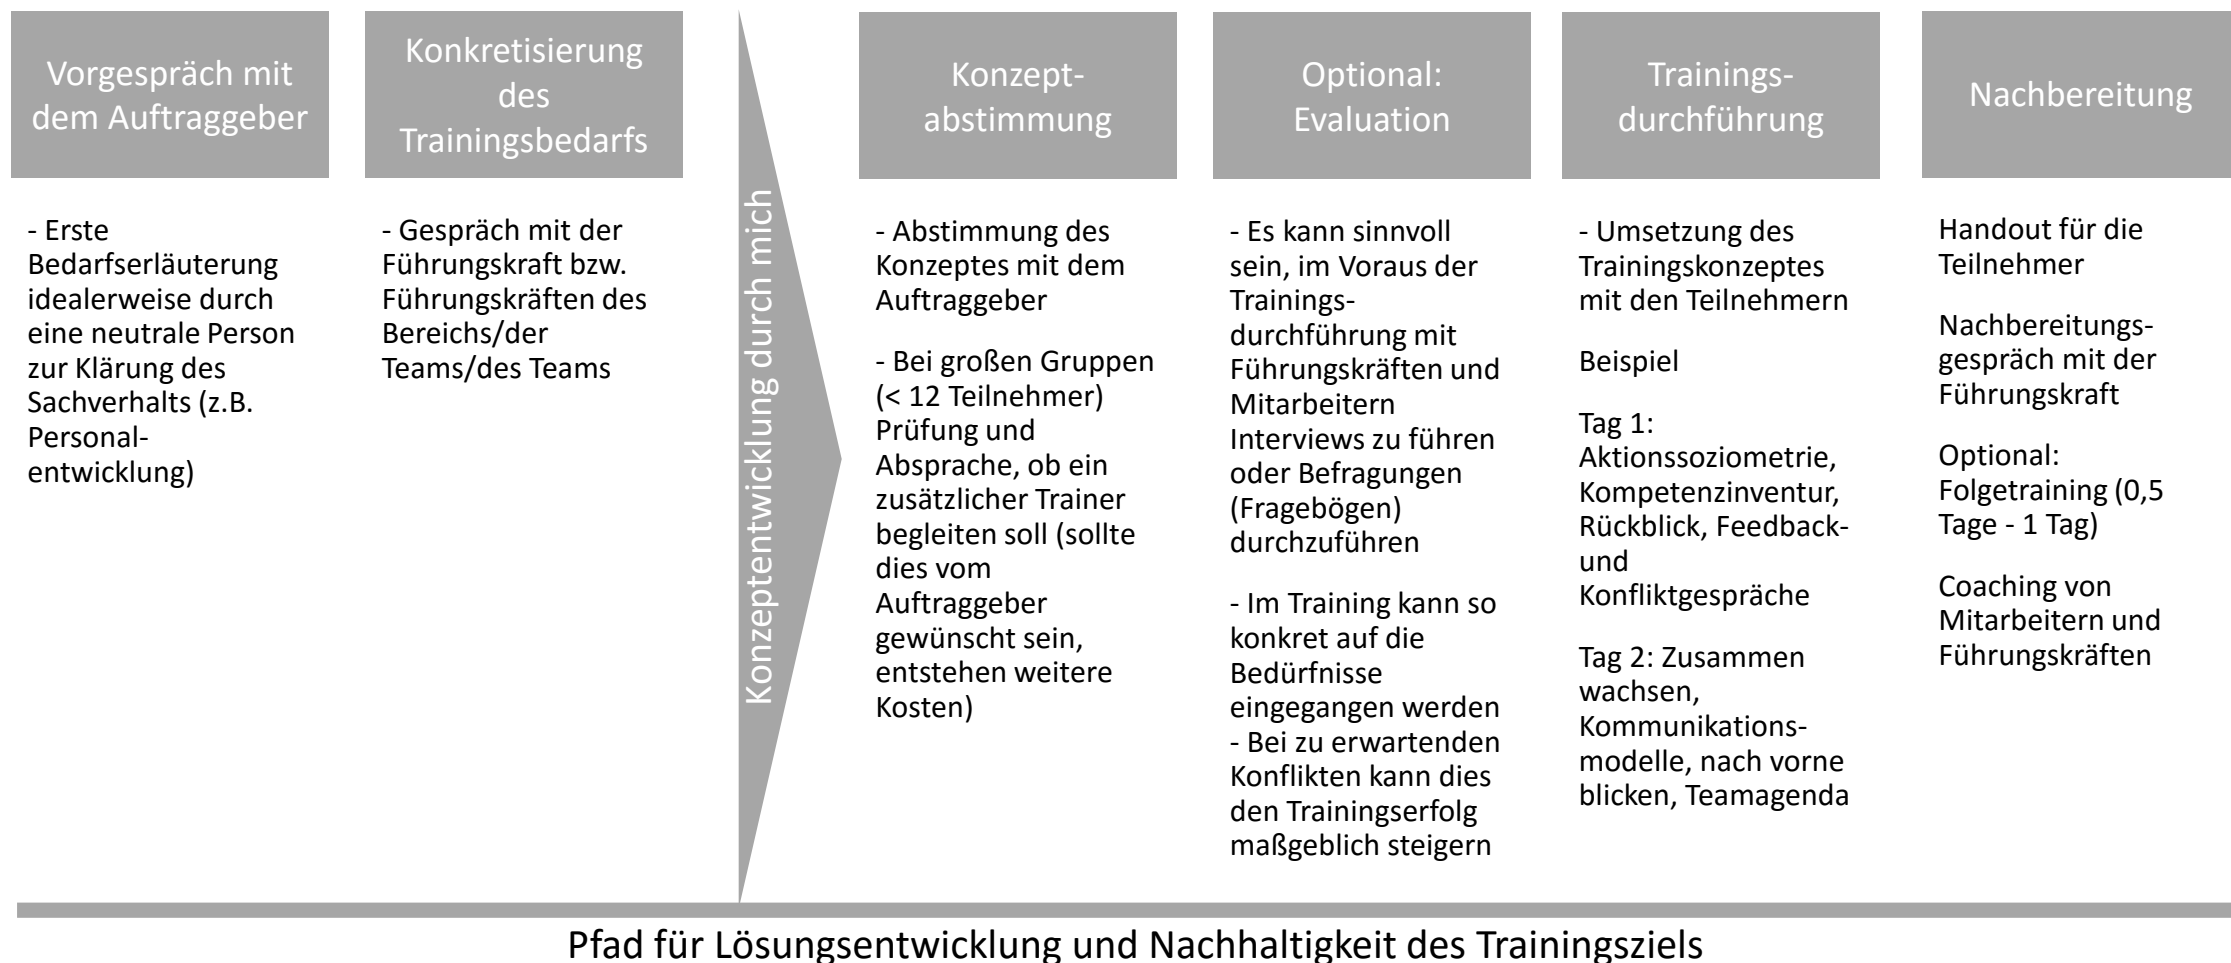 Vorgespräch mit
dem Auftraggeber
- Erste
Bedarfserläuterung
idealerweise durch
eine neutrale Person
zur Klärung des
Sachverhalts (z.B.
Personal-
entwicklung)
Konkretisierung
des
Trainingsbedarfs
- Gespräch mit der
Führungskraft bzw.
Führungskräften des
Bereichs/der
Teams/des Teams
Konzeptentwicklung durch mich
Konzept-
abstimmung
- Abstimmung des
Konzeptes mit dem
Auftraggeber
- Bei großen Gruppen
(< 12 Teilnehmer)
Prüfung und
Absprache, ob ein
zusätzlicher Trainer
begleiten soll (sollte
dies vom
Auftraggeber
gewünscht sein,
entstehen weitere
Kosten)
Optional:
Evaluation
- Es kann sinnvoll
sein, im Voraus der
Trainings-
durchführung mit
Führungskräften und
Mitarbeitern
Interviews zu führen
oder Befragungen
(Fragebögen)
durchzuführen
- Im Training kann so
konkret auf die
Bedürfnisse
eingegangen werden
- Bei zu erwartenden
Konflikten kann dies
den Trainingserfolg
maßgeblich steigern
Trainings-
durchführung
- Umsetzung des
Trainingskonzeptes
mit den Teilnehmern
Beispiel
Tag 1:
Aktionssoziometrie,
Kompetenzinventur,
Rückblick, Feedback-
und
Konfliktgespräche
Tag 2: Zusammen
wachsen,
Kommunikations-
modelle, nach vorne
blicken, Teamagenda
Nachbereitung
Handout für die
Teilnehmer
Nachbereitungs-
gespräch mit der
Führungskraft
Optional:
Folgetraining (0,5
Tage - 1 Tag)
Coaching von
Mitarbeitern und
Führungskräften
Pfad für Lösungsentwicklung und Nachhaltigkeit des Trainingsziels